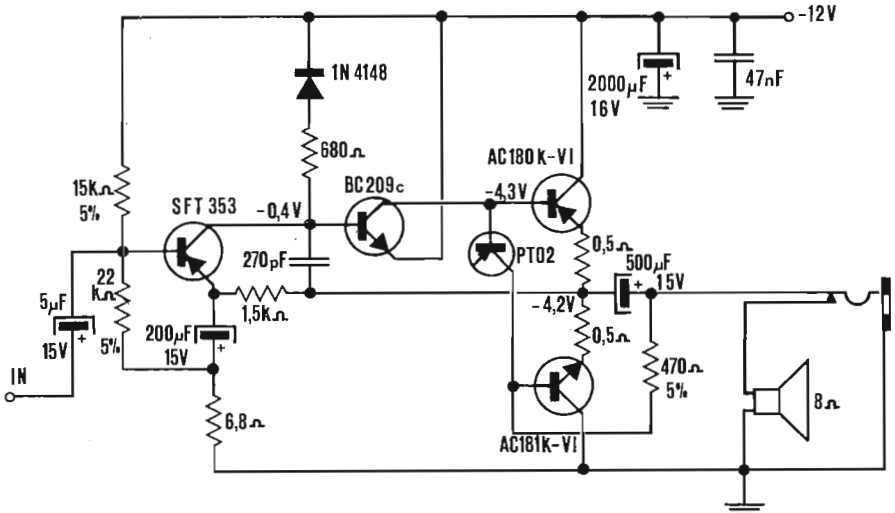 -12V
1N 4148
2000µF
16V
47nF
680Ω
AC180K-VI
15kΩ
5%
SFT 353
-0,4V
BC209c
-4,3V
270pF
PT02
0,5Ω
500µF
15V
22
kΩ
5%
5µF
15V
1,5kΩ
-4,2V
200µF
15V
0,5Ω
470Ω
5%
8Ω
IN
6,8Ω
AC181K-VI